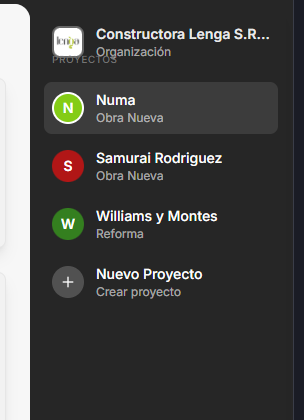 Constructora Lenga S.R...
lenga
Organización
PROYECTOS
N
Numa
Obra Nueva
S
Samurai Rodriguez
Obra Nueva
W
Williams y Montes
Reforma
+
Nuevo Proyecto
Crear proyecto